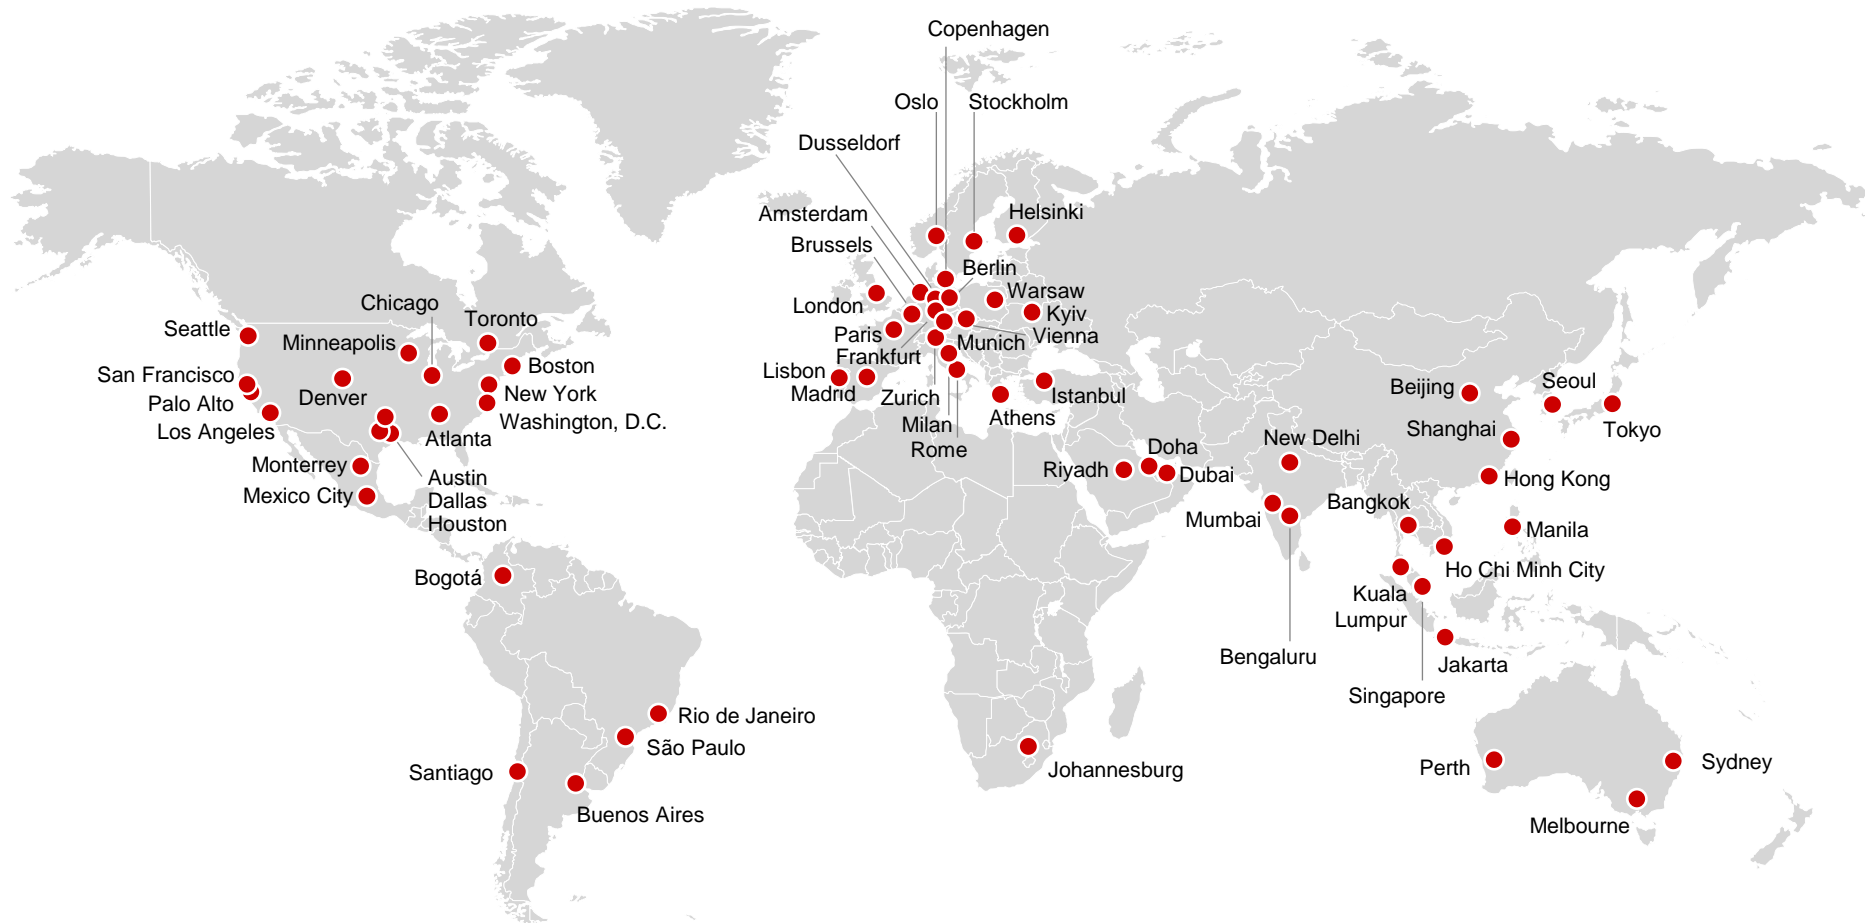 Copenhagen
Oslo
Stockholm
Dusseldorf
Amsterdam
Helsinki
Brussels
Berlin
Warsaw
London
Kyiv
Paris
Vienna
Frankfurt
Munich
Lisbon
Madrid
Zurich
Istanbul
Milan
Athens
Rome
Chicago
Toronto
Seattle
Minneapolis
Boston
San Francisco
Denver
New York
Palo Alto
Washington, D.C.
Los Angeles
Atlanta
Monterrey
Austin
Dallas
Houston
Mexico City
Bogotá
Rio de Janeiro
São Paulo
Santiago
Buenos Aires
Johannesburg
Riyadh
Doha
Dubai
New Delhi
Mumbai
Bengaluru
Beijing
Seoul
Tokyo
Shanghai
Hong Kong
Bangkok
Manila
Ho Chi Minh City
Kuala
Lumpur
Jakarta
Singapore
Perth
Sydney
Melbourne